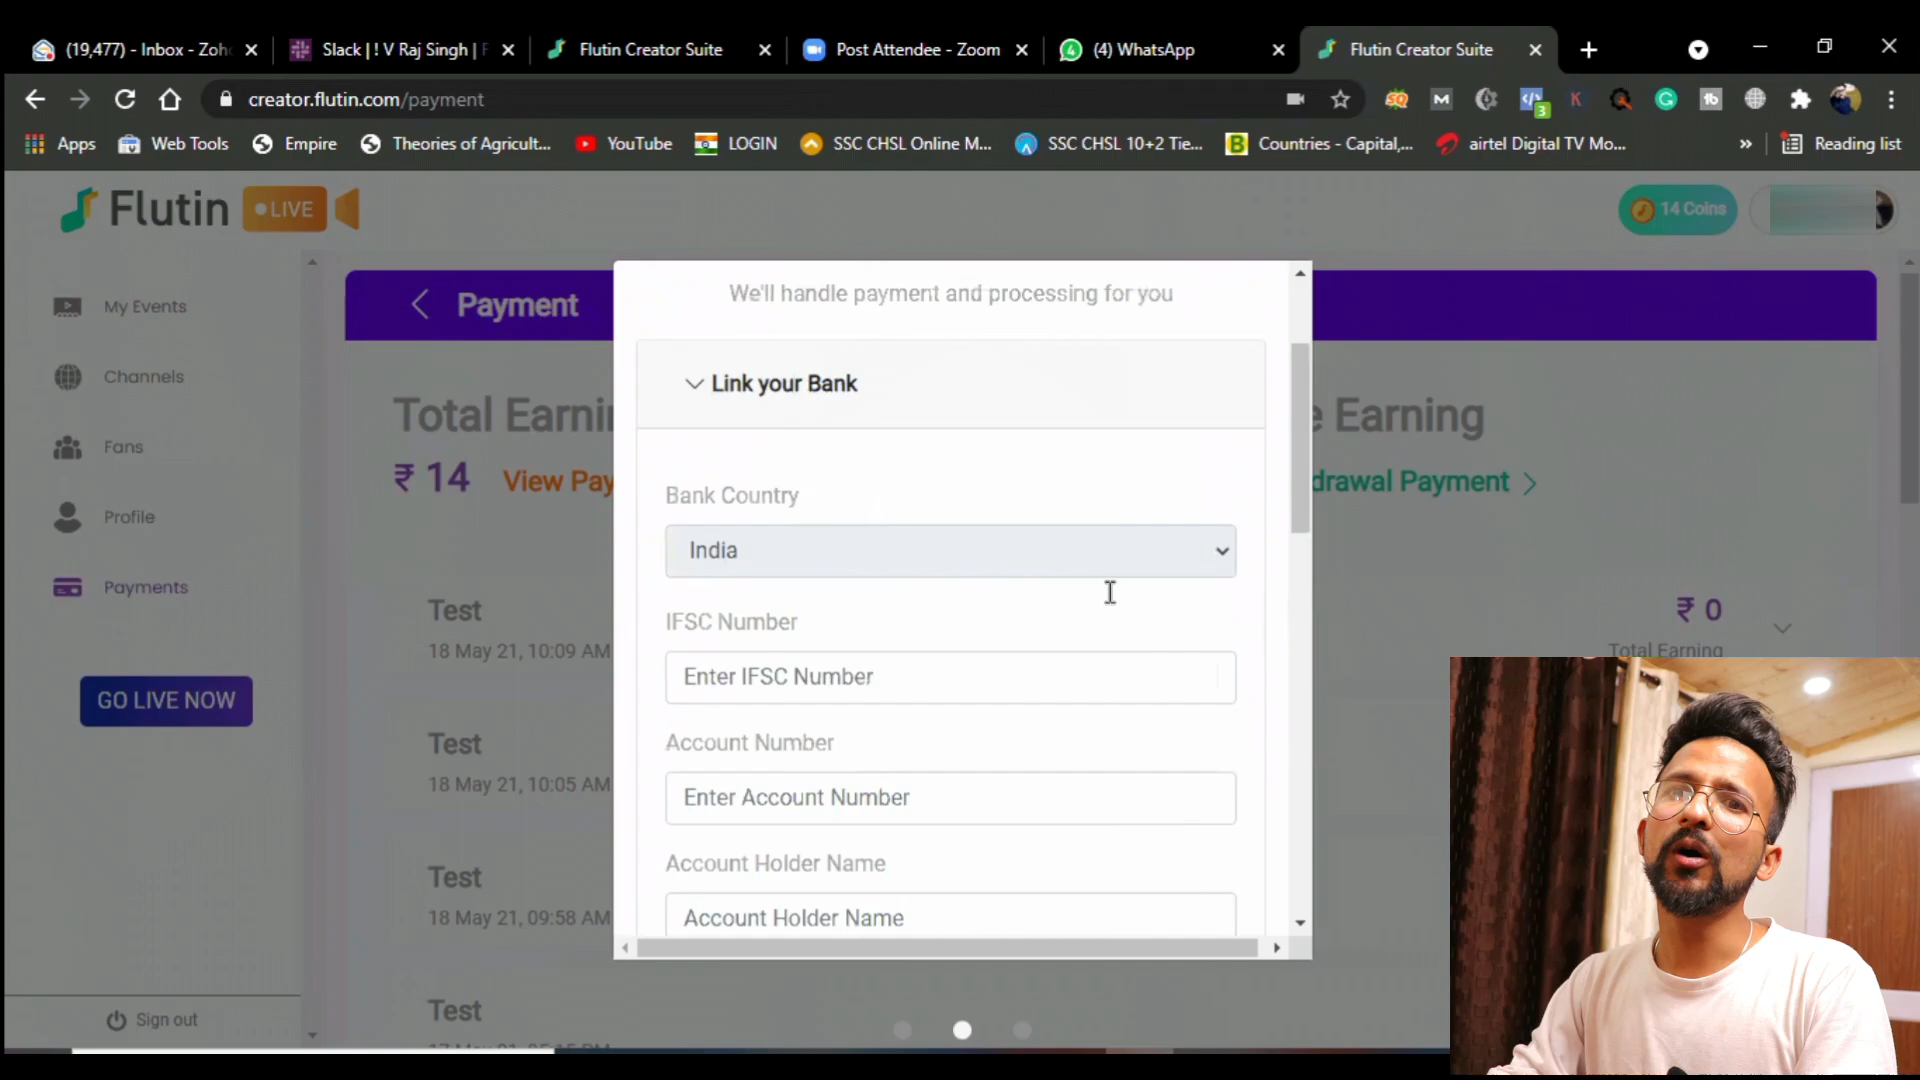 (19,477) - Inbox - Zoh
Slack | ! V Raj Singh |
Flutin Creator Suite
Post Attendee - Zoom
(4) WhatsApp
Flutin Creator Suite
creator.flutin.com/payment
Apps
Web Tools
Empire
Theories of Agricult...
YouTube
LOGIN
SSC CHSL Online M...
SSC CHSL 10+2 Tie...
Countries - Capital,...
airtel Digital TV Mo...
»
Reading list
Flutin
LIVE
14 Coins
My Events
Channels
Fans
Profile
Payments
GO LIVE NOW
Sign out
Payment
Total Earni
₹ 14
View Pay
e Earning
drawal Payment
Test
18 May 21, 10:09 AM
₹ 0
Total Earning
Test
18 May 21, 10:05 AM
Test
18 May 21, 09:58 AM
Test
We'll handle payment and processing for you
Link your Bank
Bank Country
India
IFSC Number
Enter IFSC Number
Account Number
Enter Account Number
Account Holder Name
Account Holder Name